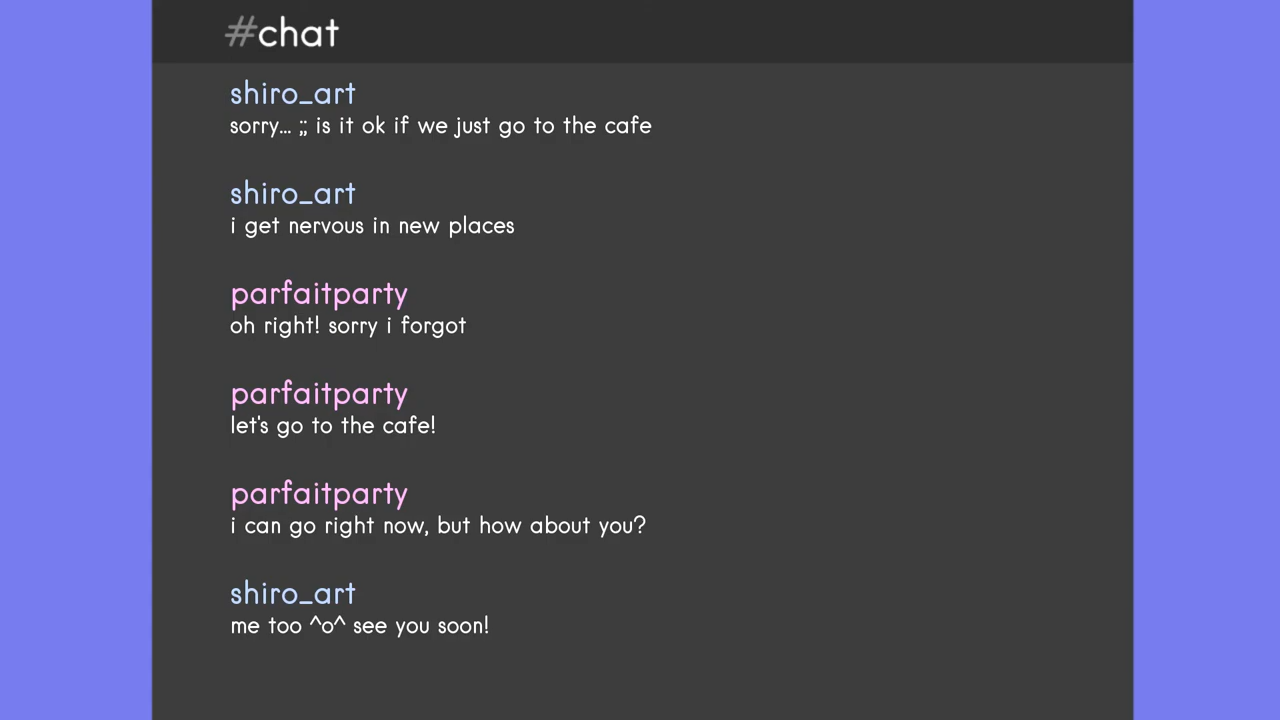 #chat
shiro_art
sorry... ;; is it ok if we just go to the cafe
shiro_art
i get nervous in new places
parfaitparty
oh right! sorry i forgot
parfaitparty
let's go to the cafe!
parfaitparty
i can go right now, but how about you?
shiro_art
me too ^o^ see you soon!